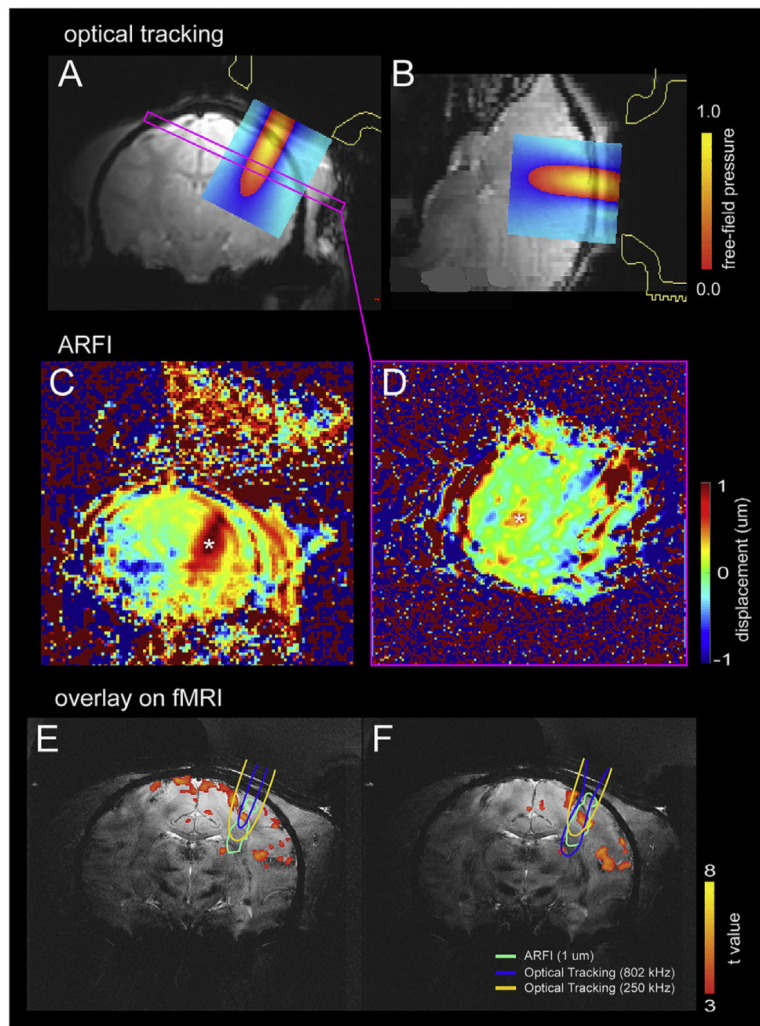 optical tracking
A
B
1.0
free-field pressure
0.0
ARFI
C
D
1
0
-1
displacement (um)
overlay on fMRI
E
F
8
t value
3
ARFI (1 um)
Optical Tracking (802 kHz)
Optical Tracking (250 kHz)